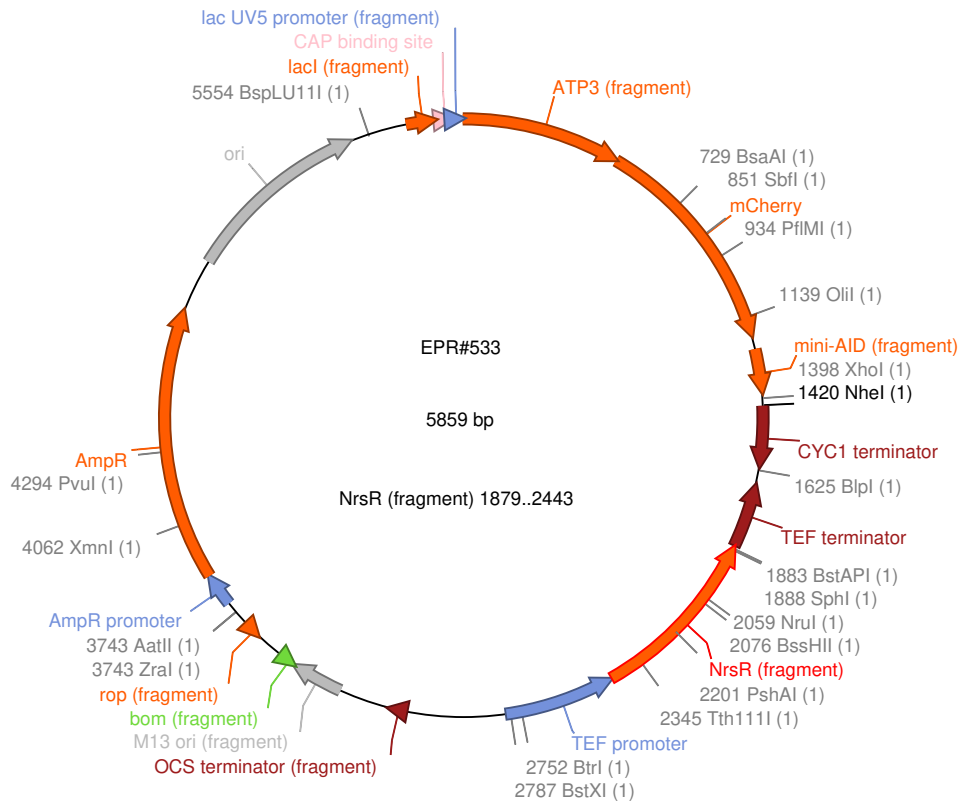 lac UV5 promoter (fragment)
CAP binding site
lacI (fragment)
5554 BspLU11I (1)
ATP3 (fragment)
ori
729 BsaAI (1)
851 SbfI (1)
mCherry
934 PflMI (1)
1139 OliI (1)
EPR#533
mini-AID (fragment)
1398 XhoI (1)
1420 NheI (1)
5859 bp
CYC1 terminator
AmpR
4294 PvuI (1)
1625 BlpI (1)
NrsR (fragment) 1879..2443
TEF terminator
4062 XmnI (1)
1883 BstAPI (1)
1888 SphI (1)
AmpR promoter
2059 NruI (1)
3743 AatII (1)
2076 BssHII (1)
3743 ZraI (1)
NrsR (fragment)
rop (fragment)
2201 PshAI (1)
bom (fragment)
2345 Tth111I (1)
M13 ori (fragment)
TEF promoter
OCS terminator (fragment)
2752 BtrI (1)
2787 BstXI (1)